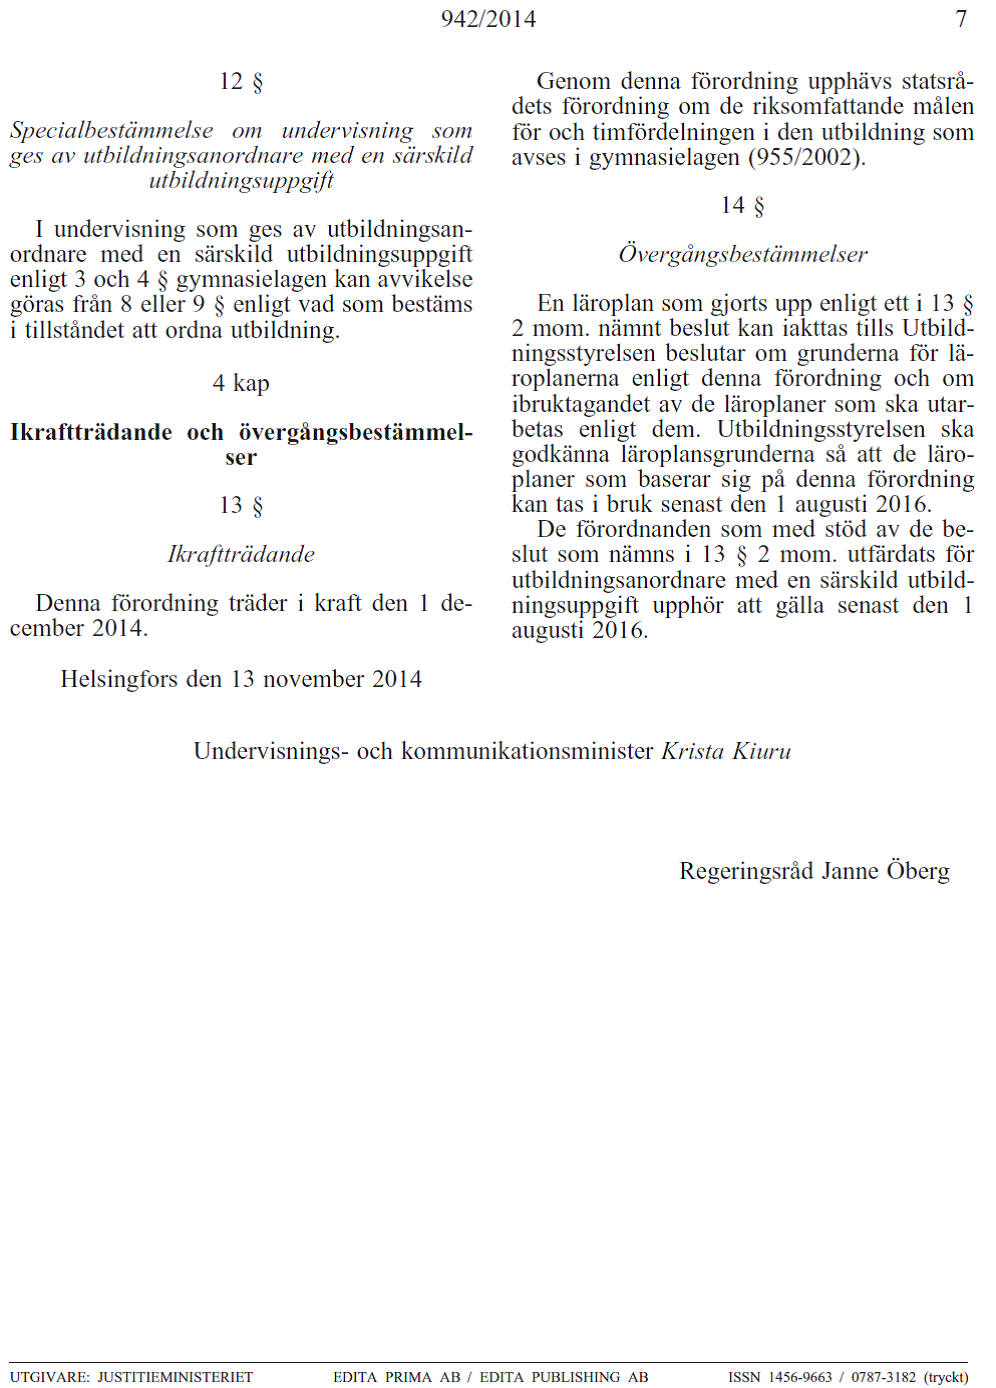 942/2014
7
12 §
Specialbestämmelse om undervisning som
ges av utbildningsanordnare med en särskild
utbildningsuppgift
I undervisning som ges av utbildningsan-
ordnare med en särskild utbildningsuppgift
enligt 3 och 4 § gymnasielagen kan avvikelse
göras från 8 eller 9 § enligt vad som bestäms
i tillståndet att ordna utbildning.
4 kap
Ikraftträdande och övergångsbestämmel-
ser
13 §
Ikraftträdande
Denna förordning träder i kraft den 1 de-
cember 2014.
Genom denna förordning upphävs statsrå-
dets förordning om de riksomfattande målen
för och timfördelningen i den utbildning som
avses i gymnasielagen (955/2002).
14 §
Övergångsbestämmelser
En läroplan som gjorts upp enligt ett i 13 §
2 mom. nämnt beslut kan iakttas tills Utbild-
ningsstyrelsen beslutar om grunderna för lä-
roplanerna enligt denna förordning och om
ibruktagandet av de läroplaner som ska utar-
betas enligt dem. Utbildningsstyrelsen ska
godkänna läroplansgrunderna så att de läro-
planer som baserar sig på denna förordning
kan tas i bruk senast den 1 augusti 2016.
De förordnanden som med stöd av de be-
slut som nämns i 13 § 2 mom. utfärdats för
utbildningsanordnare med en särskild utbild-
ningsuppgift upphör att gälla senast den 1
augusti 2016.
Helsingfors den 13 november 2014
Undervisnings- och kommunikationsminister Krista Kiuru
Regeringsråd Janne Öberg
UTGIVARE: JUSTITIEMINISTERIET
EDITA PRIMA AB / EDITA PUBLISHING AB
ISSN 1456-9663 / 0787-3182 (tryckt)